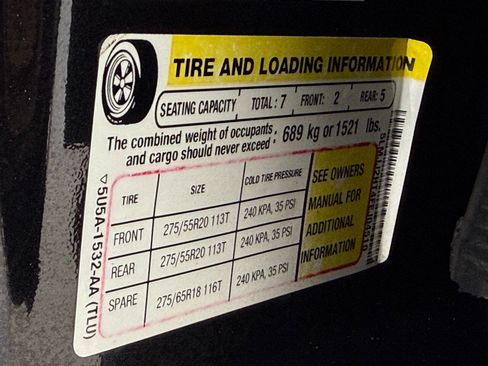 TIRE AND LOADING INFORMATION
SEATING CAPACITY TOTAL : 7 FRONT: 2 REAR: 5
The combined weight of occupants and cargo should never exceed : 689 kg or 1521 lbs.
TIRE SIZE COLD TIRE PRESSURE
FRONT 275/55R20 113T 240 KPA, 35 PSI
REAR 275/55R20 113T 240 KPA, 35 PSI
SPARE 275/65R18 116T 240 KPA, 35 PSI
SEE OWNERS
MANUAL FOR
ADDITIONAL
INFORMATION
5U5A-1532-AA (TLU)